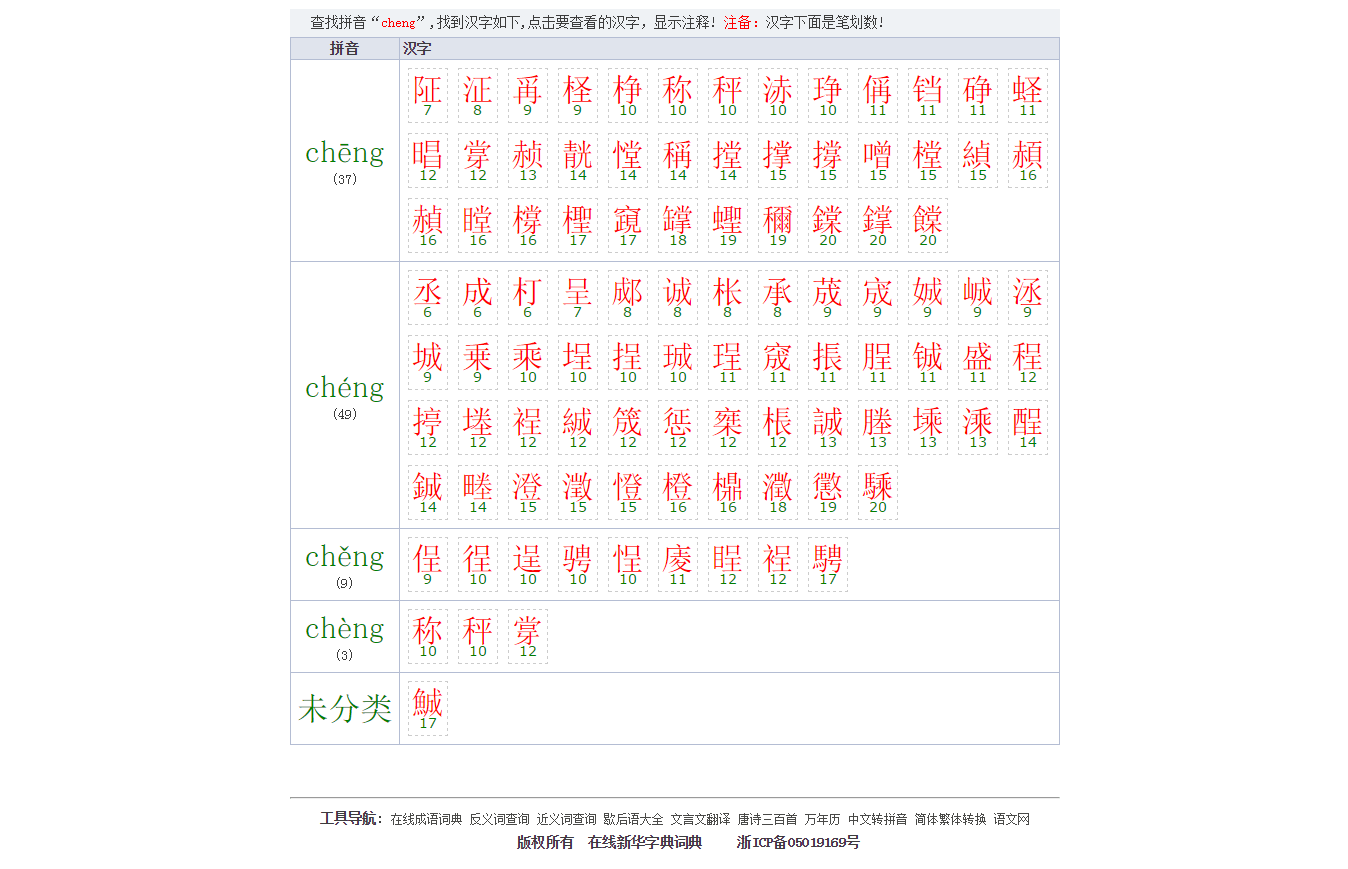 查找拼音“cheng”,找到汉字如下,点击要查看的汉字，显示注释! 注备：汉字下面是笔划数!
拼音 汉字
chēng
(37)
阷 泟 爯 柽 棦 称 秤 浾 琤 偁 铛 碀 蛏
7 8 9 9 10 10 10 10 10 11 11 11 11
晿 牚 赪 靗 憆 稱 摚 撑 撐 噌 樘 緽 頳
12 12 13 14 14 14 14 15 15 15 15 15 16
赬 瞠 橕 檉 竀 罉 蟶 穪 鏿 鐣 饓
16 16 16 17 17 18 19 19 20 20 20
chéng
(49)
丞 成 朾 呈 郕 诚 枨 承 荿 宬 娍 峸 洆
6 6 6 7 8 8 8 8 9 9 9 9 9
城 乗 乘 埕 捏 珹 珵 窚 掁 脭 铖 盛 程
9 9 10 10 10 10 11 11 11 11 11 11 12
揨 堘 裎 絾 筬 惩 椉 棖 誠 塍 塖 溗 酲
12 12 12 12 12 12 12 12 13 13 13 13 14
鋮 畻 澄 澂 憕 橙 檙 瀓 懲 騬
14 14 15 15 15 16 16 18 19 20
chěng
(9)
侱 徎 逞 骋 悜 庱 睈 裎 騁
9 10 10 10 10 11 12 12 17
chèng
(3)
称 秤 牚
10 10 12
未分类 鯎
17
工具导航: 在线成语词典 反义词查询 近义词查询 歇后语大全 文言文翻译 唐诗三百首 万年历 中文转拼音 简体繁体转换 语文网
版权所有 在线新华字典词典 浙ICP备05019169号